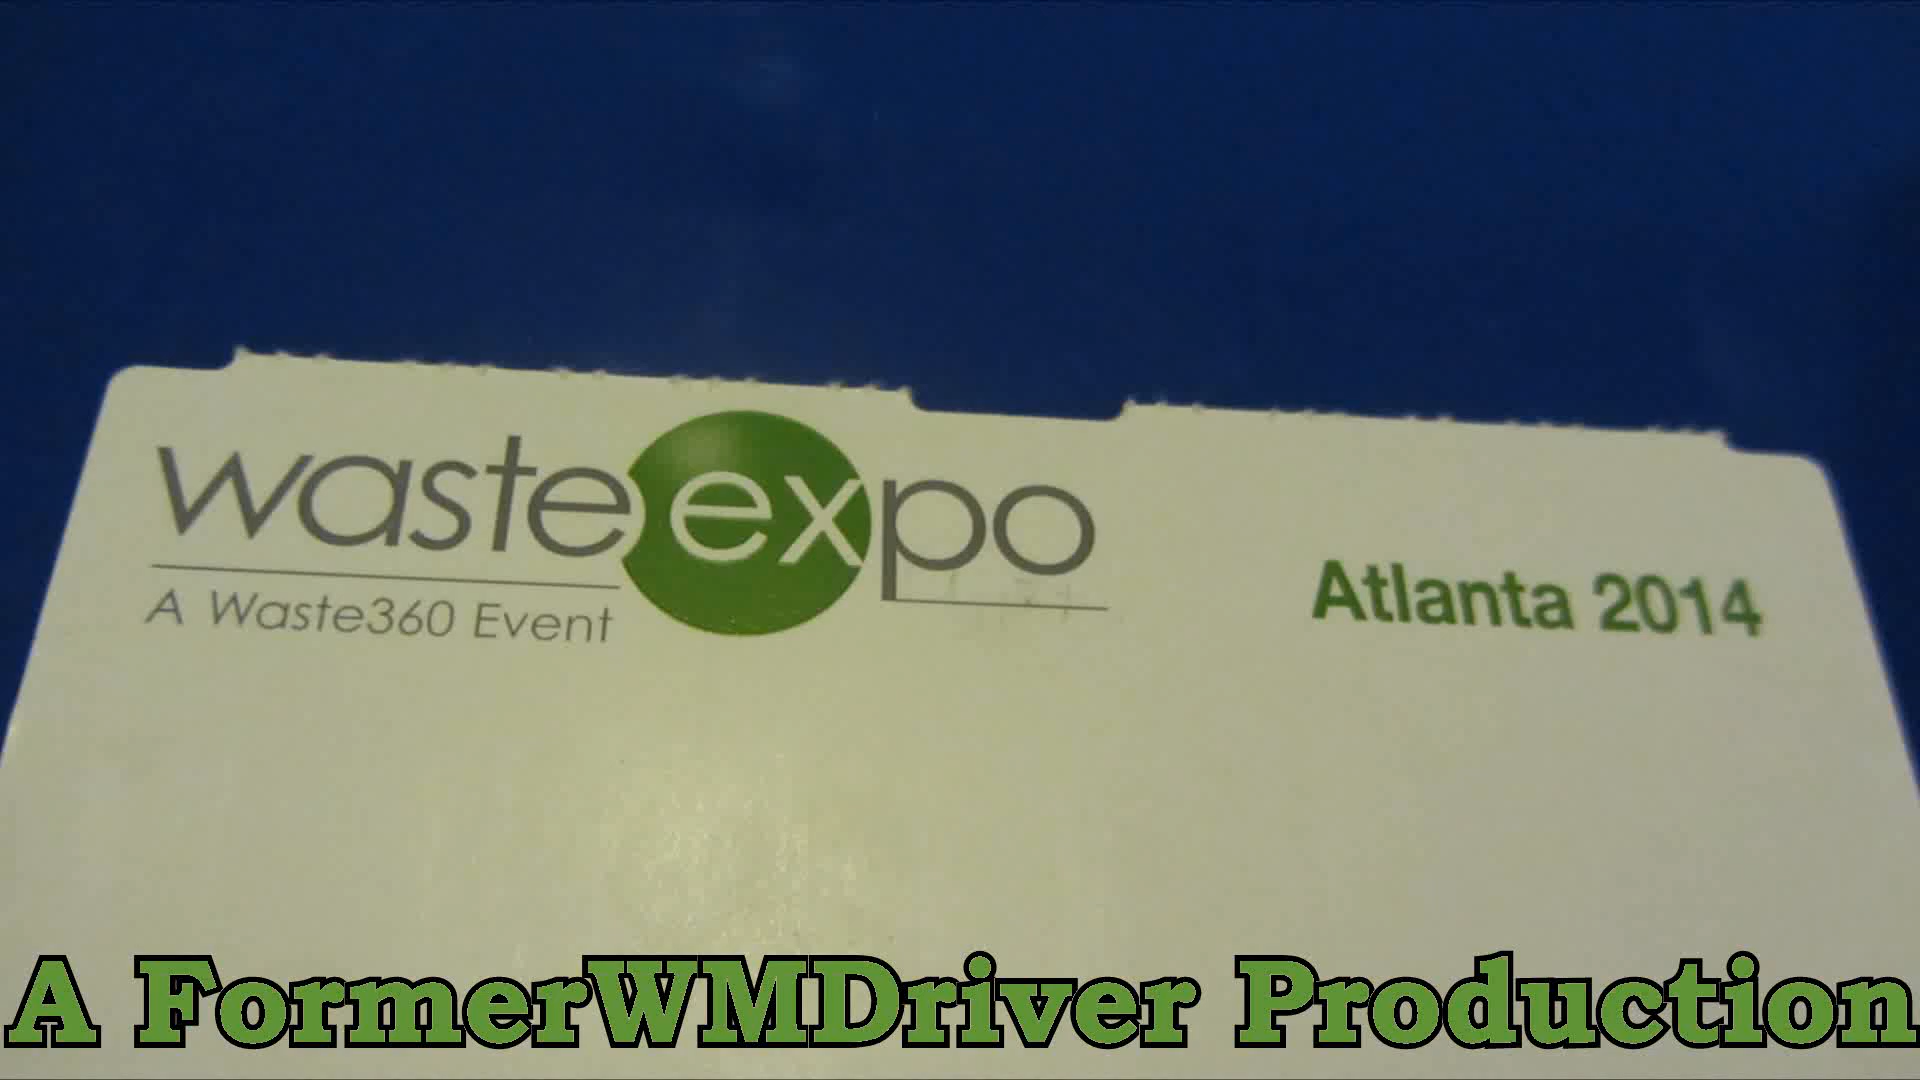 waste expo
Atlanta 2014
A Waste360 Event
A FormerWMDriver Production